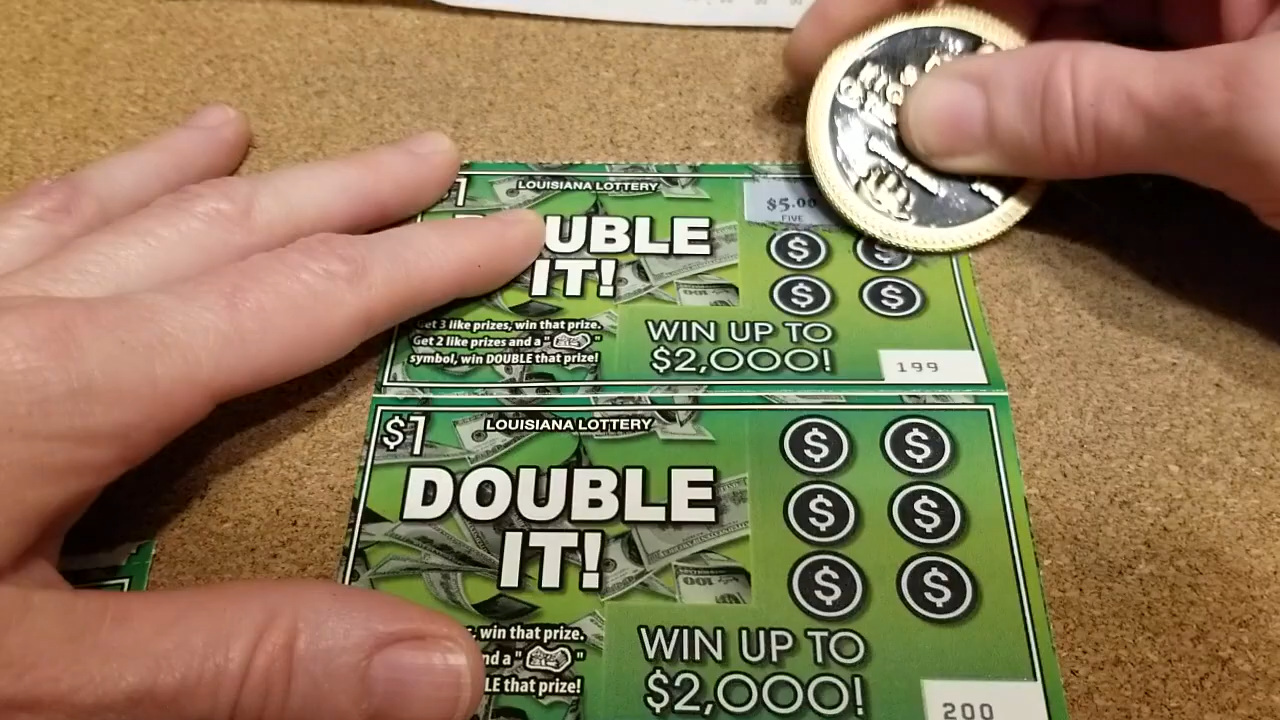 $1
LOUISIANA LOTTERY
UBLE
IT!
$5.00
FIVE
$ $
$ $
Get 3 like prizes, win that prize.
Get 2 like prizes and a " "
symbol, win DOUBLE that prize!
WIN UP TO
$2,000!
199
$1
LOUISIANA LOTTERY
DOUBLE
IT!
$ $
$ $
$ $
win that prize.
nd a " "
LE that prize!
WIN UP TO
$2,000!
200